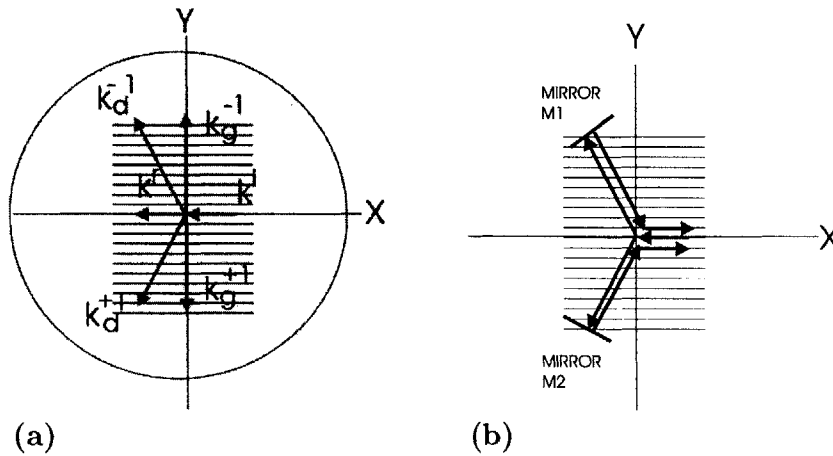 Y
k_d^-1
k_g^-1
k^r
k^i
X
k_d^+1
k_g^+1
(a)
Y
MIRROR
M1
X
MIRROR
M2
(b)